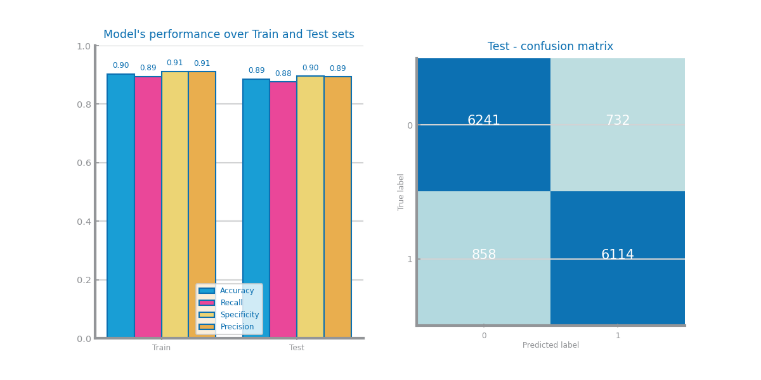 Model's performance over Train and Test sets
1.0
0.8
0.6
0.4
0.2
0.0
0.90 0.89 0.91 0.91
0.89 0.88 0.90 0.89
Accuracy
Recall
Specificity
Precision
Train Test
Test - confusion matrix
True label
0
1
6241 732
858 6114
0 1
Predicted label